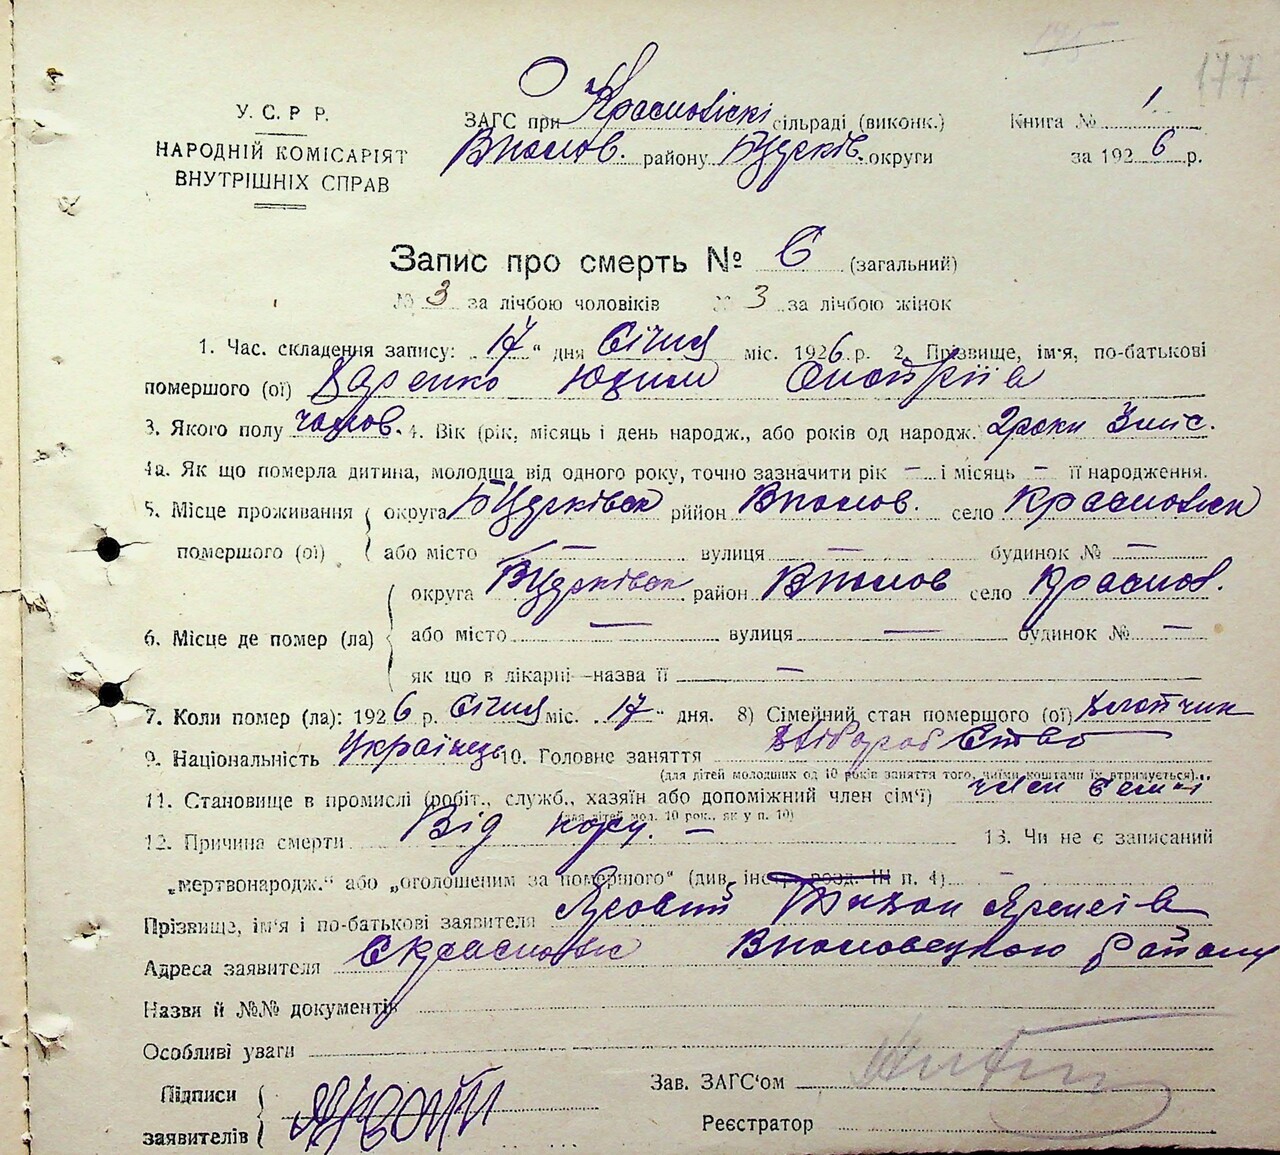 177
У.С.Р.Р.
НАРОДНІЙ КОМІСАРІЯТ
ВНУТРІШНІХ СПРАВ
ЗАГС при сільраді (виконк.)
району округи
Книга № 1
за 1926 р.
Запис про смерть № 6 (загальний)
№ 3 за лічбою чоловіків № 3 за лічбою жінок
1. Час. складення запису: 17 " дня Січня міс. 1926 р. 2. Прізвище, ім'я, по-батькові
помершого (ої)
3. Якого полу чолов. 4. Вік (рік, місяць і день народж., або років од народж. 2 роки 3 міс.
4а. Як що померла дитина, молодша від одного року, точно зазначити рік — і місяць — її народження.
5. Місце проживання помершого (ої) { округа рййон село
або місто — вулиця — будинок № —
6. Місце де помер (ла) { округа район село
або місто — вулиця — будинок № —
як що в лікарні—назва її —
7. Коли помер (ла): 1926 р. Січня міс. 17 " дня. 8) Сімейний стан помершого (ої) хлопчик
9. Національність Українець 10. Головне заняття хліборобство
(для дітей молодших од 10 років заняття того, чиїми коштами їх втримується)
11. Становище в промислі (робіт., служб., хазяїн або допоміжний член сім'ї) член семьї
(для дітей мол. 10 рок., як у п. 10)
12. Причина смерти Від кору. — 13. Чи не є записаний
„мертвонародж." або „оголошеним за помершого" (див. інстр. розд. III п. 4) —
Прізвище, ім'я і по-батькові заявителя Яровий
Адреса заявителя района
Назви й №№ документів
Особливі уваги
Підписи заявителів {
Зав. ЗАГС'ом
Реєстратор